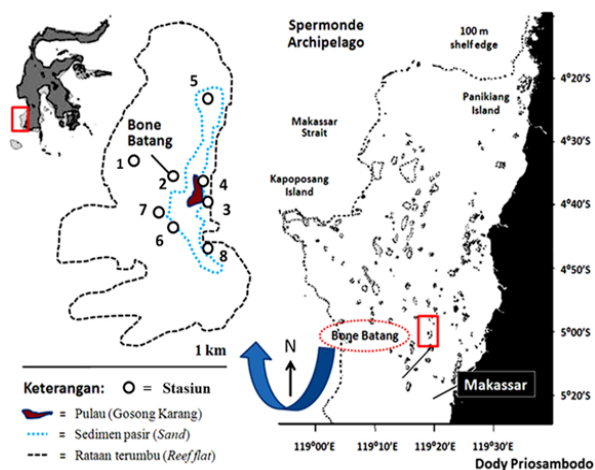 Spermonde
Archipelago
100 m
shelf edge
Panikiang
Island
Makassar
Strait
Kapoposang
Island
Bone Batang
Makassar
4°20'S
4°30'S
4°40'S
4°50'S
5°00'S
5°20'S
119°00'E
119°10'E
119°20'E
119°30'E
Bone
Batang
5
1
2
4
3
7
6
8
1 km
N
Keterangan:
= Stasiun
= Pulau (Gosong Karang)
= Sedimen pasir (Sand)
= Rataan terumbu (Reef flat)
Dody Priosambodo